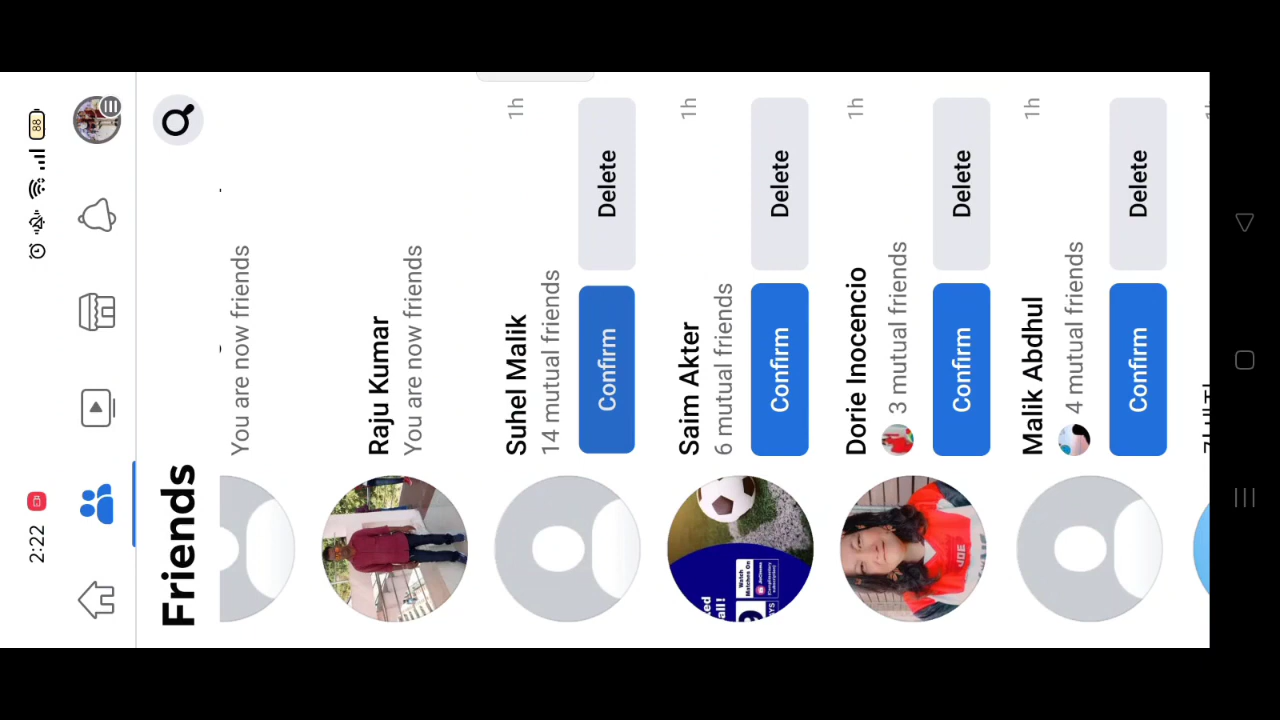 2:22
88
Friends
You are now friends
Raju Kumar
You are now friends
Suhel Malik
1h
14 mutual friends
Confirm
Delete
Saim Akter
1h
6 mutual friends
Confirm
Delete
Dorie Inocencio
1h
3 mutual friends
Confirm
Delete
Malik Abdhul
1h
4 mutual friends
Confirm
Delete